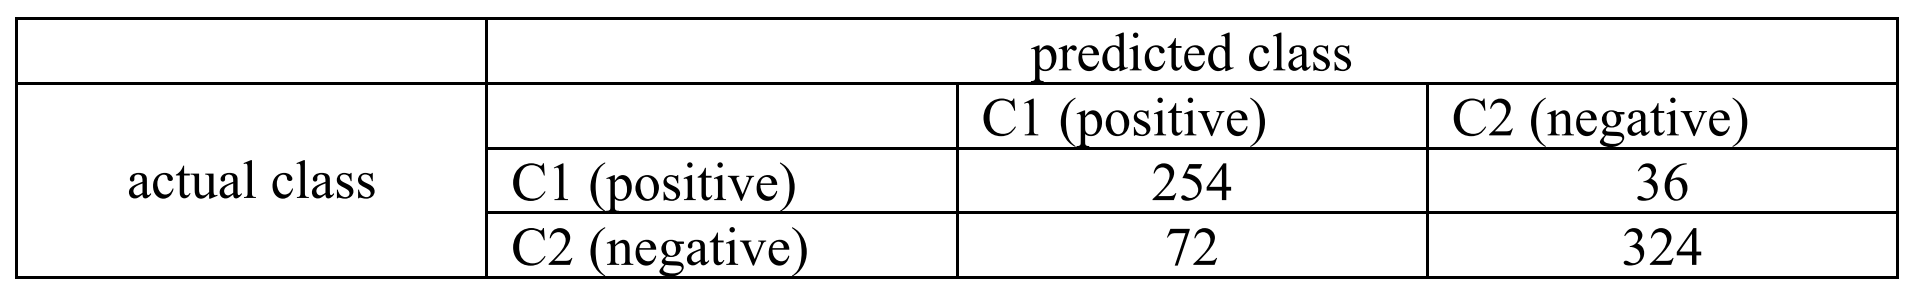 predicted class
C1 (positive) C2 (negative)
actual class
C1 (positive) 254 36
C2 (negative) 72 324